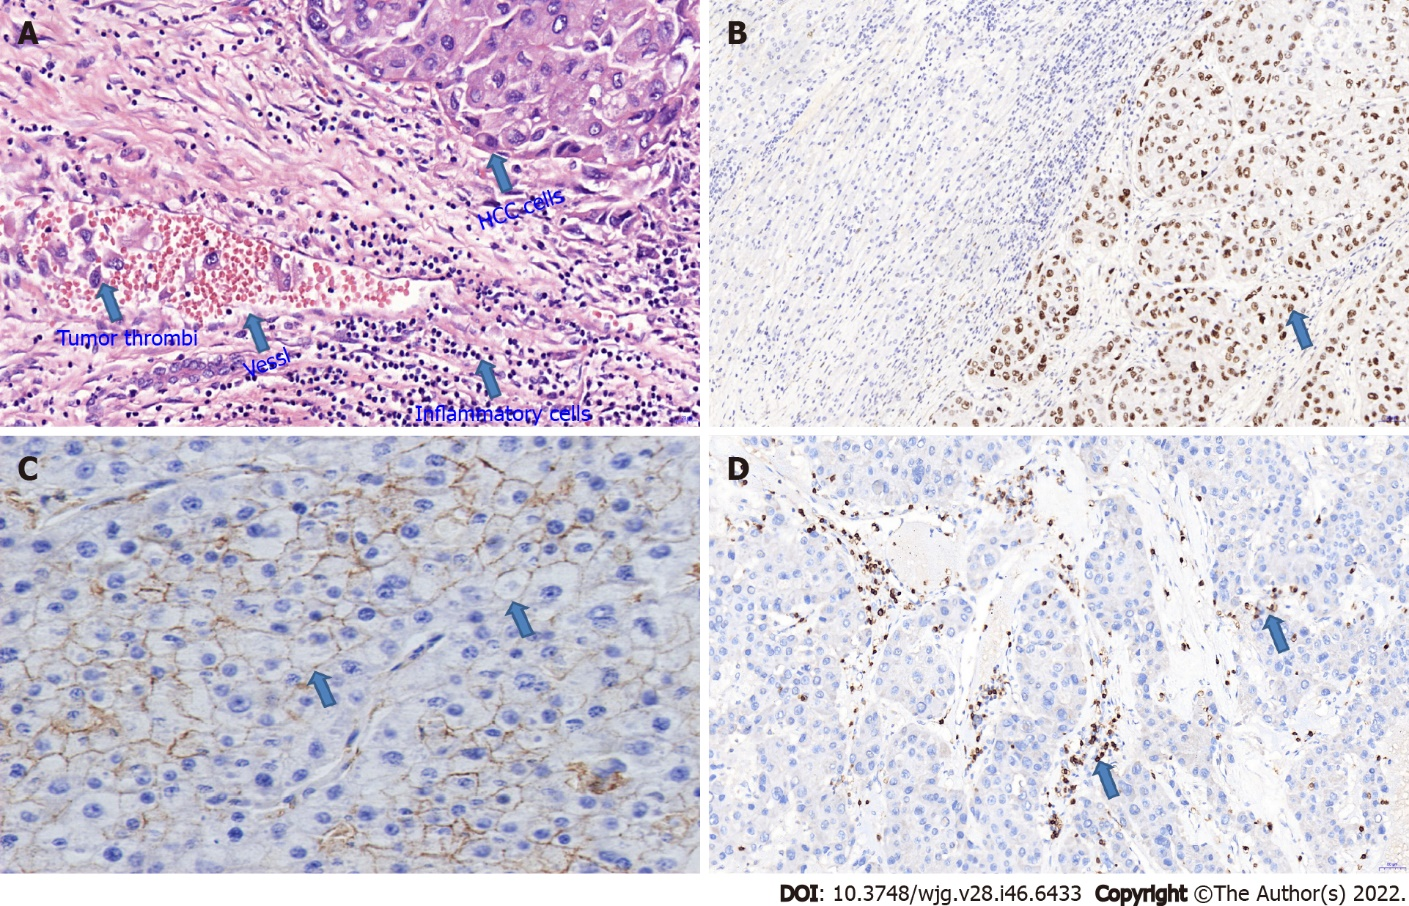 A
B
HCC cells
Tumor thrombi
Vessl
Inflammatory cells
C
D
DOI: 10.3748/wjg.v28.i46.6433 Copyright ©The Author(s) 2022.